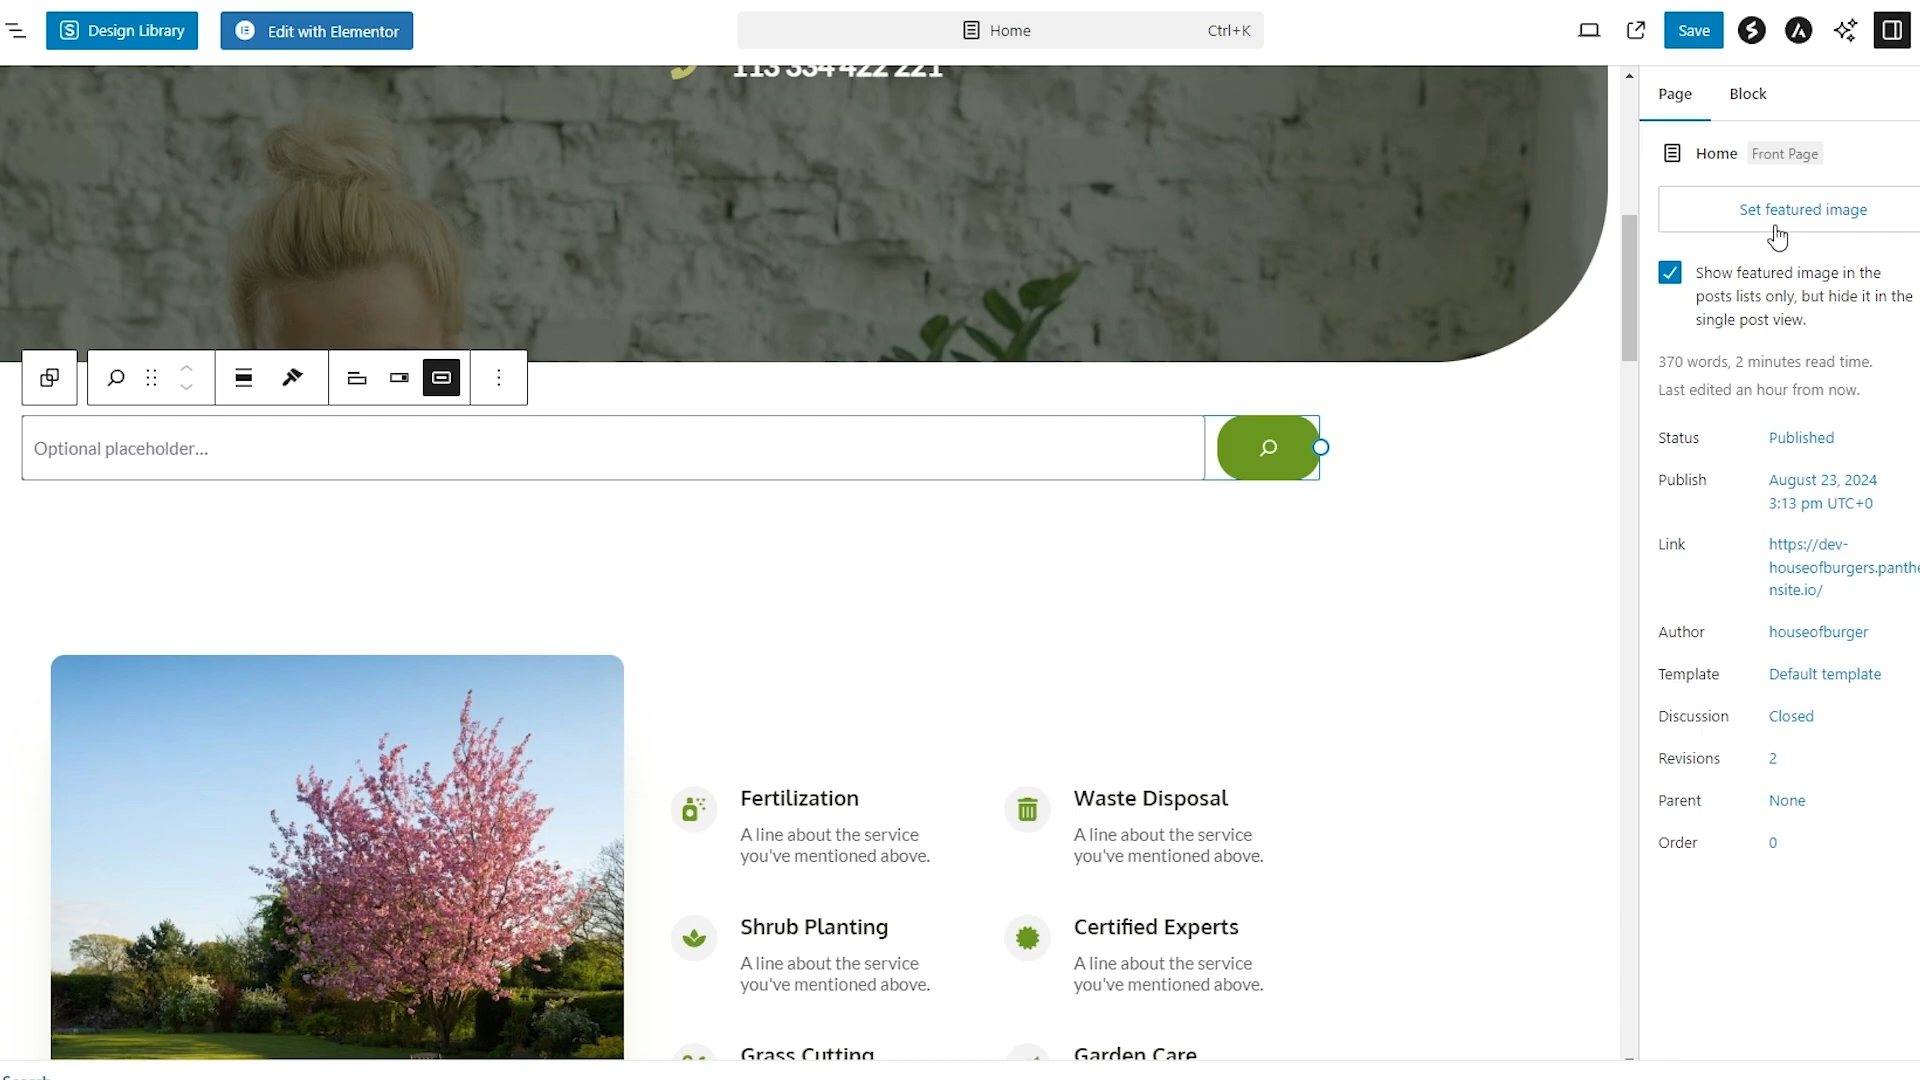 Design Library
Edit with Elementor
Home
Ctrl+K
Save
113 334 422 221
Page
Block
Home
Front Page
Set featured image
Show featured image in the
posts lists only, but hide it in the
single post view.
370 words, 2 minutes read time.
Last edited an hour from now.
Optional placeholder...
Status
Published
Publish
August 23, 2024
3:13 pm UTC+0
Link
https://dev-
houseofburgers.panthe
nsite.io/
Author
houseofburger
Template
Default template
Discussion
Closed
Revisions
2
Parent
None
Order
0
Fertilization
A line about the service
you've mentioned above.
Waste Disposal
A line about the service
you've mentioned above.
Shrub Planting
A line about the service
you've mentioned above.
Certified Experts
A line about the service
you've mentioned above.
Grass Cutting
Garden Care
Search